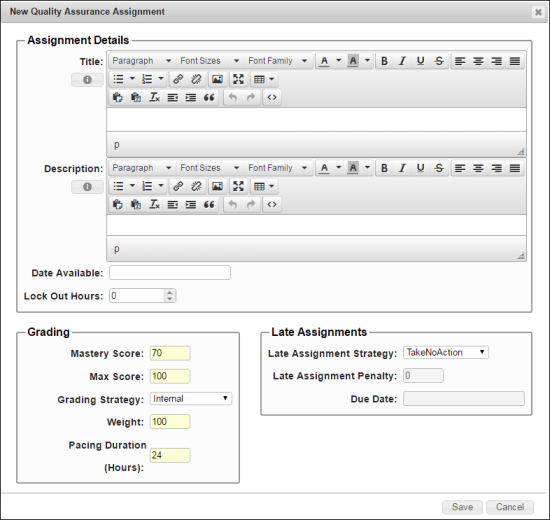 New Quality Assurance Assignment
Assignment Details
Title: Paragraph Font Sizes Font Family A A B I U S
p
Description: Paragraph Font Sizes Font Family A A B I U S
p
Date Available:
Lock Out Hours: 0
Grading
Mastery Score: 70
Max Score: 100
Grading Strategy: Internal
Weight: 100
Pacing Duration
(Hours): 24
Late Assignments
Late Assignment Strategy: TakeNoAction
Late Assignment Penalty: 0
Due Date:
Save Cancel